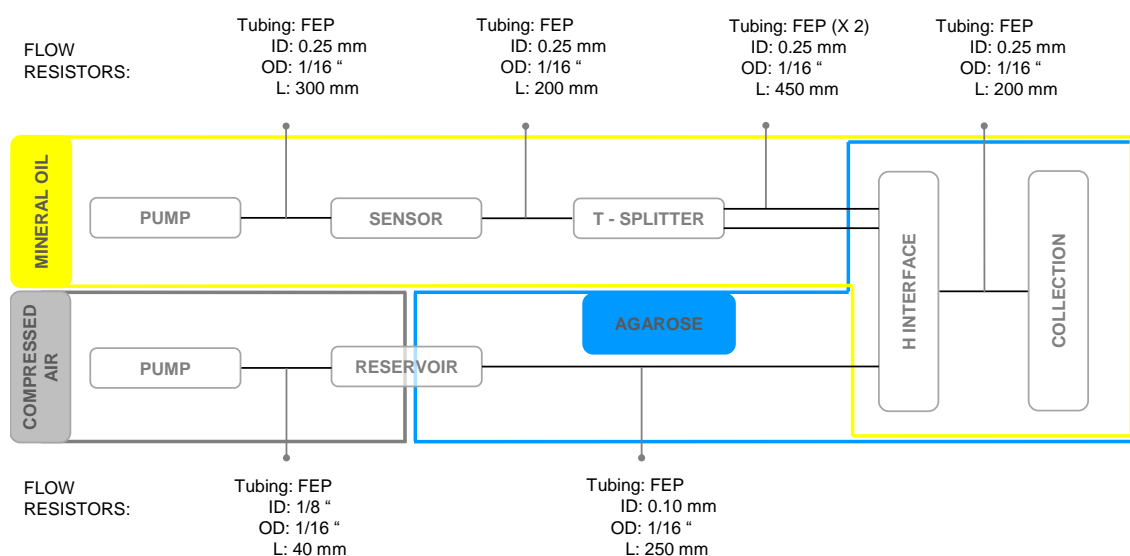 FLOW
RESISTORS:
Tubing: FEP
ID: 0.25 mm
OD: 1/16 “
L: 300 mm
Tubing: FEP
ID: 0.25 mm
OD: 1/16 “
L: 200 mm
Tubing: FEP (X 2)
ID: 0.25 mm
OD: 1/16 “
L: 450 mm
Tubing: FEP
ID: 0.25 mm
OD: 1/16 “
L: 200 mm
MINERAL OIL
PUMP
SENSOR
T - SPLITTER
H INTERFACE
COLLECTION
COMPRESSED
AIR
PUMP
RESERVOIR
AGAROSE
FLOW
RESISTORS:
Tubing: FEP
ID: 1/8 “
OD: 1/16 “
L: 40 mm
Tubing: FEP
ID: 0.10 mm
OD: 1/16 “
L: 250 mm